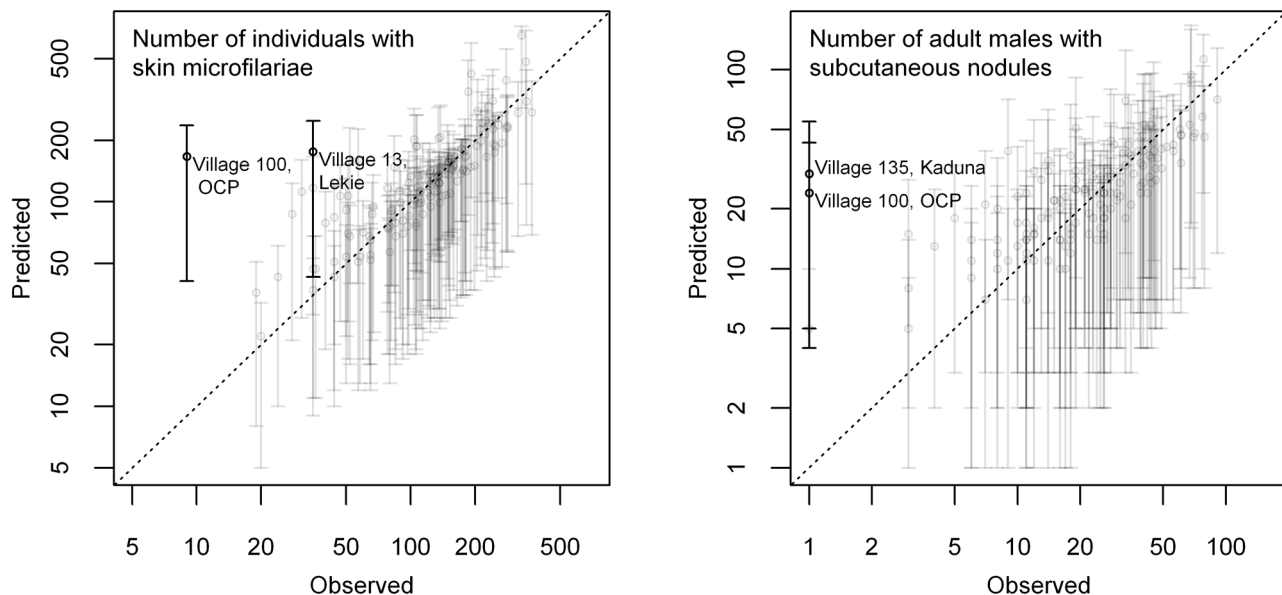 Number of individuals with
skin microfilariae
500
200
100
50
20
10
5
Village 100,
OCP
Village 13,
Lekie
5 10 20 50 100 200 500
Predicted
Observed
Number of adult males with
subcutaneous nodules
100
50
20
10
5
2
1
Village 135, Kaduna
Village 100, OCP
1 2 5 10 20 50 100
Predicted
Observed